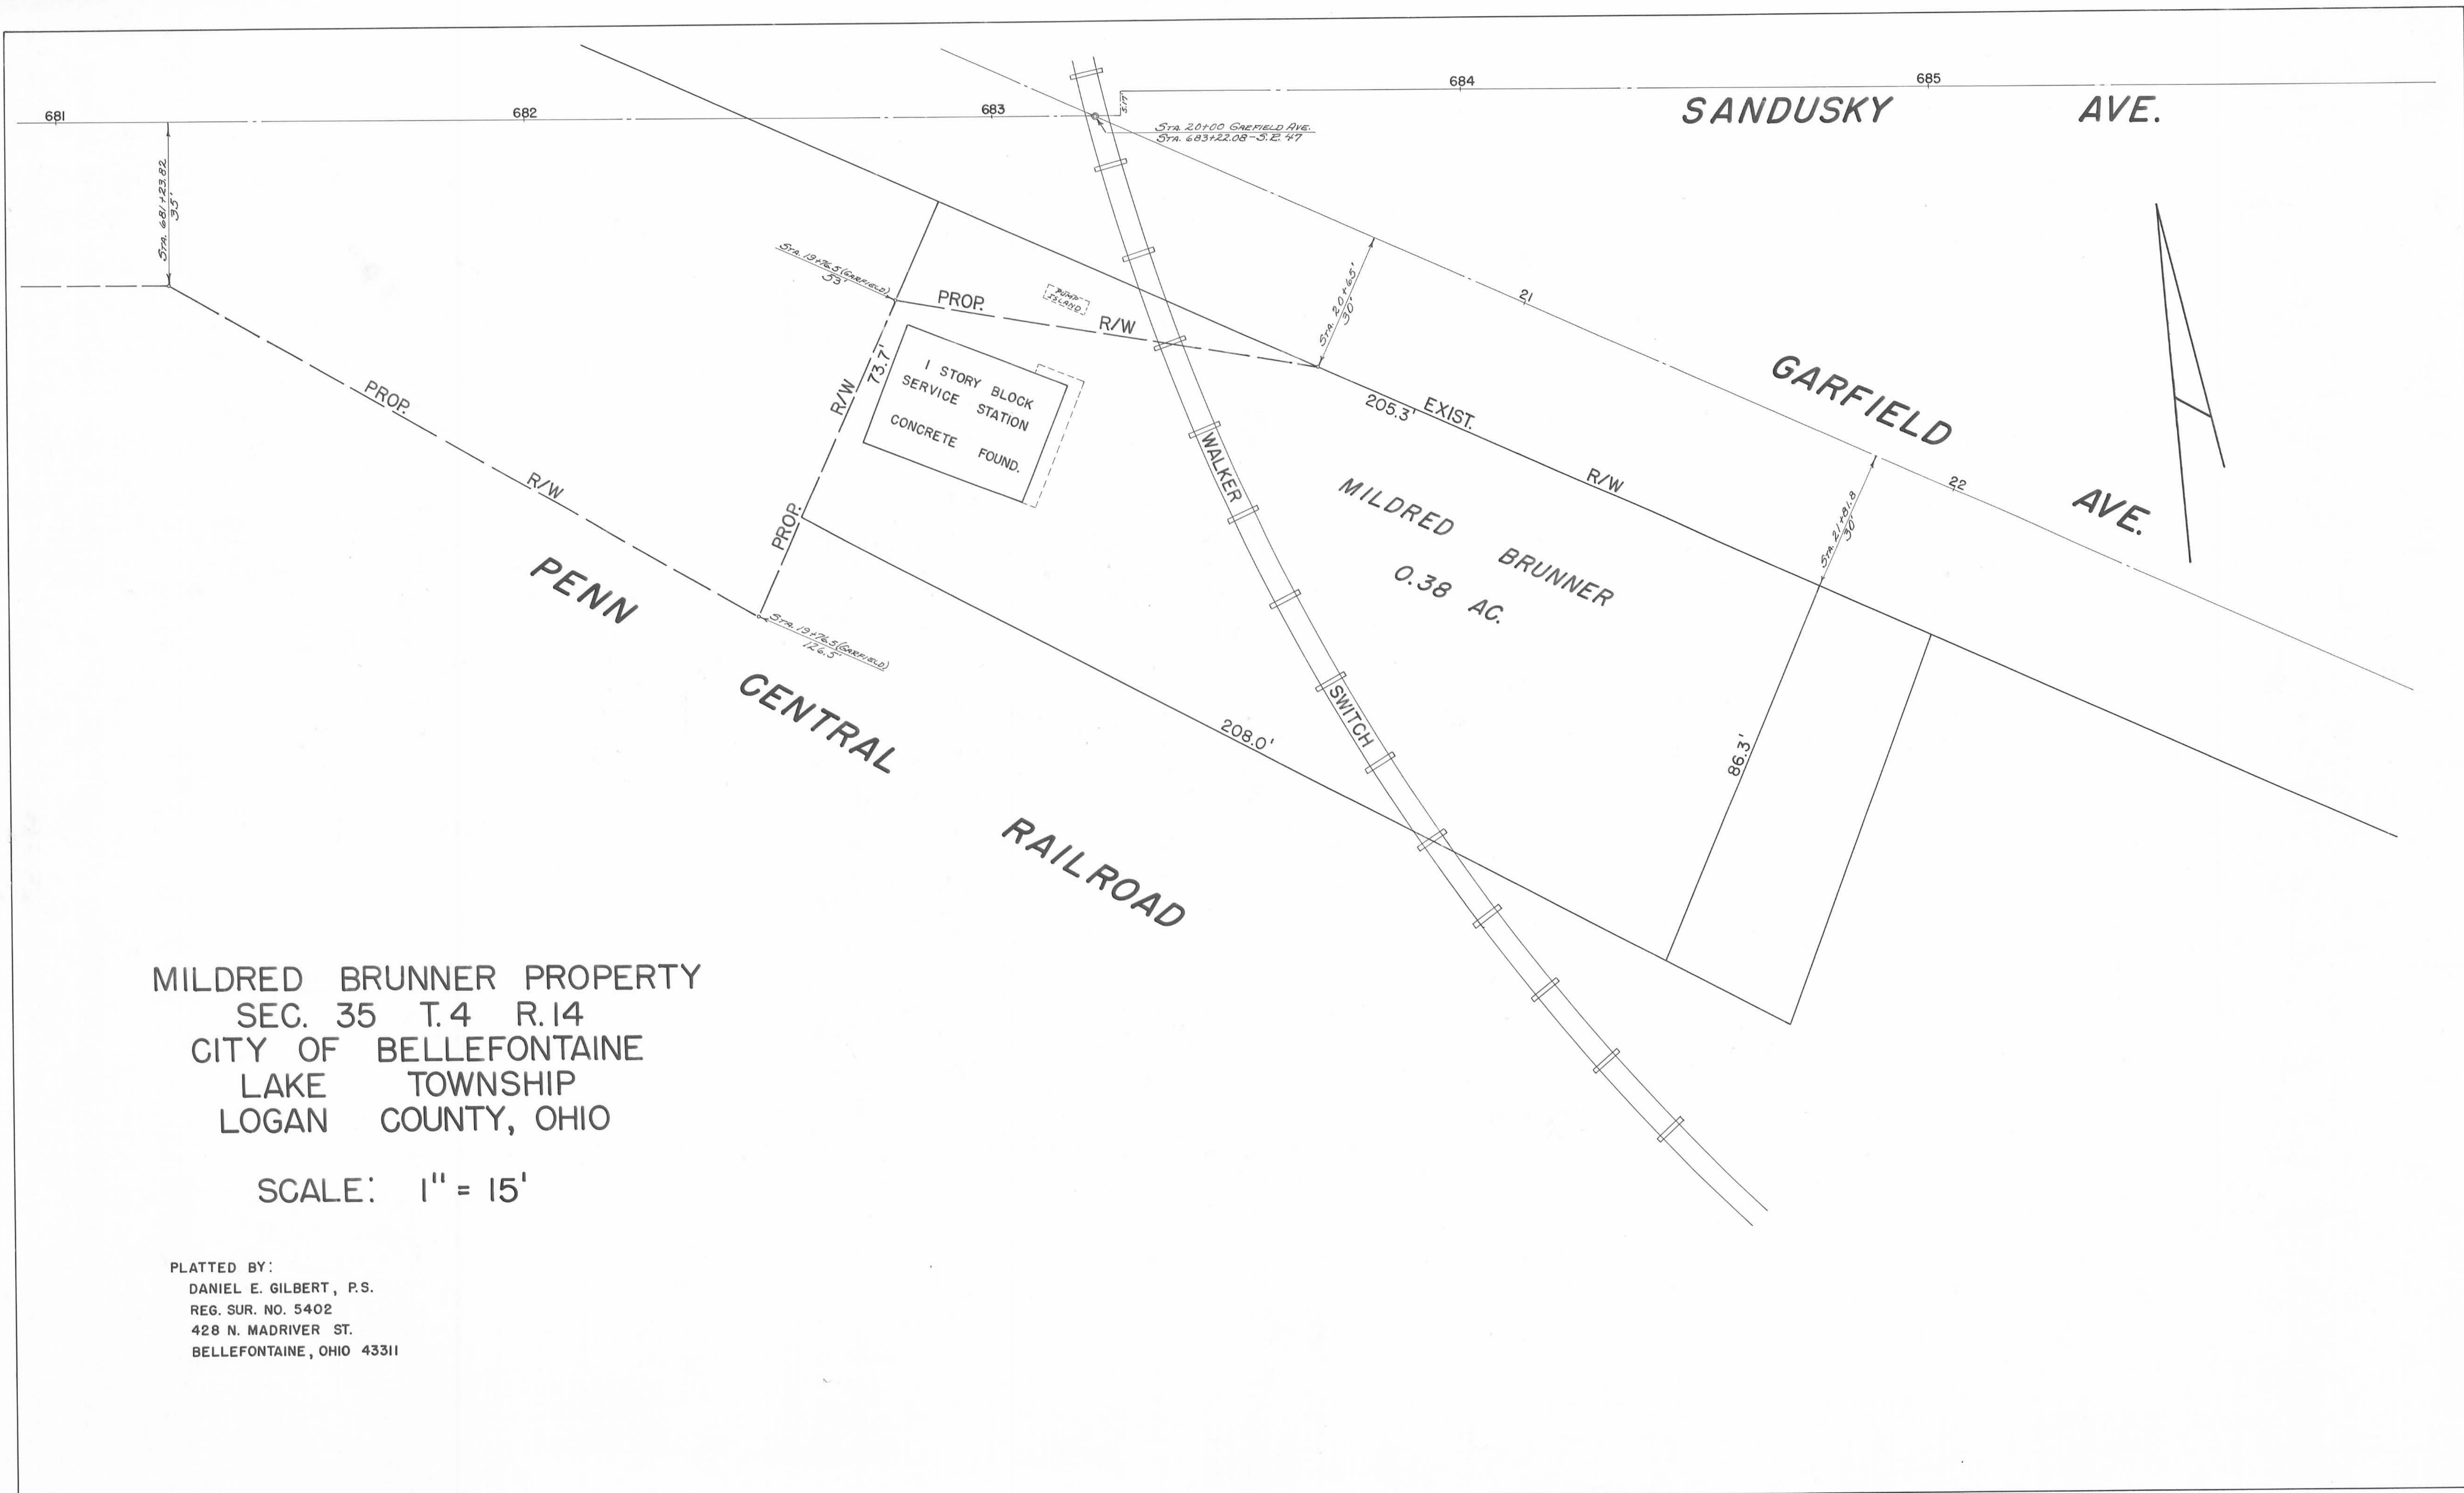 681
682
683
684
685
SANDUSKY AVE.
5.17
STA. 20+00 GARFIELD AVE.
STA. 683+22.08-S.R. 47
STA. 681+23.82
35'
STA. 19+76.5 (GARFIELD)
53'
PROP. R/W
PUMP
ISLAND
STA. 20+65'
30'
21
GARFIELD AVE.
22
STA. 21+81.8
30'
205.3' EXIST. R/W
1 STORY BLOCK
SERVICE STATION
CONCRETE FOUND.
73.7'
PROP. R/W
PROP. R/W
WALKER SWITCH
MILDRED BRUNNER
0.38 AC.
STA. 19+76.5 (GARFIELD)
126.5'
208.0'
86.3'
PENN CENTRAL RAILROAD
MILDRED BRUNNER PROPERTY
SEC. 35 T.4 R.14
CITY OF BELLEFONTAINE
LAKE TOWNSHIP
LOGAN COUNTY, OHIO
SCALE: 1" = 15'
PLATTED BY:
DANIEL E. GILBERT, P.S.
REG. SUR. NO. 5402
428 N. MADRIVER ST.
BELLEFONTAINE, OHIO 43311